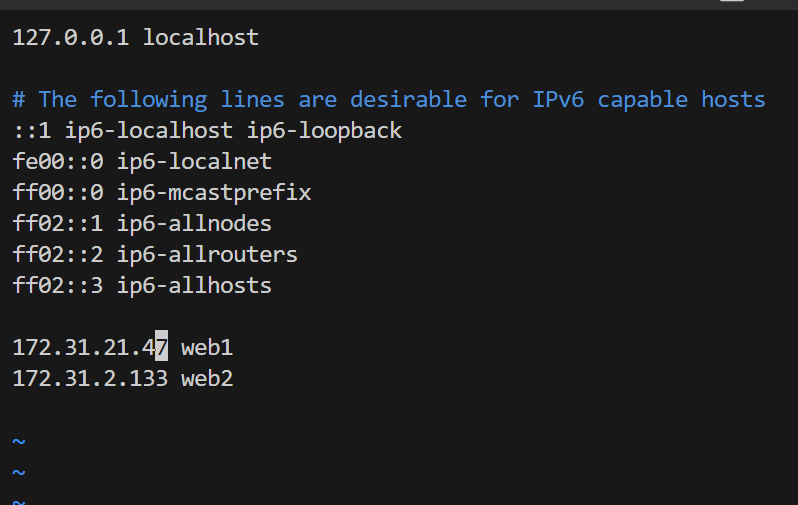 127.0.0.1 localhost
# The following lines are desirable for IPv6 capable hosts
::1 ip6-localhost ip6-loopback
fe00::0 ip6-localnet
ff00::0 ip6-mcastprefix
ff02::1 ip6-allnodes
ff02::2 ip6-allrouters
ff02::3 ip6-allhosts
172.31.21.47 web1
172.31.2.133 web2
~
~
~